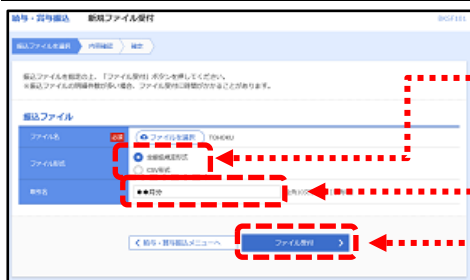 給与・賞与振込 新規ファイル受付
BKSF101
振込ファイルを選択 内容確認 確定
振込ファイルを指定の上、「ファイル受付」ボタンを押してください。
※振込ファイルの明細件数が多い場合、ファイル受付に時間がかかることがあります。
振込ファイル
ファイル名 必須 ファイルを選択 TOHOKU
ファイル形式 全銀協規定形式
CSV形式
取引名 ●●月分
給与・賞与振込メニューへ ファイル受付